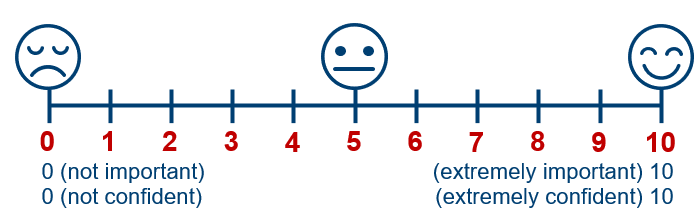 0 1 2 3 4 5 6 7 8 9 10
0 (not important) (extremely important) 10
0 (not confident) (extremely confident) 10